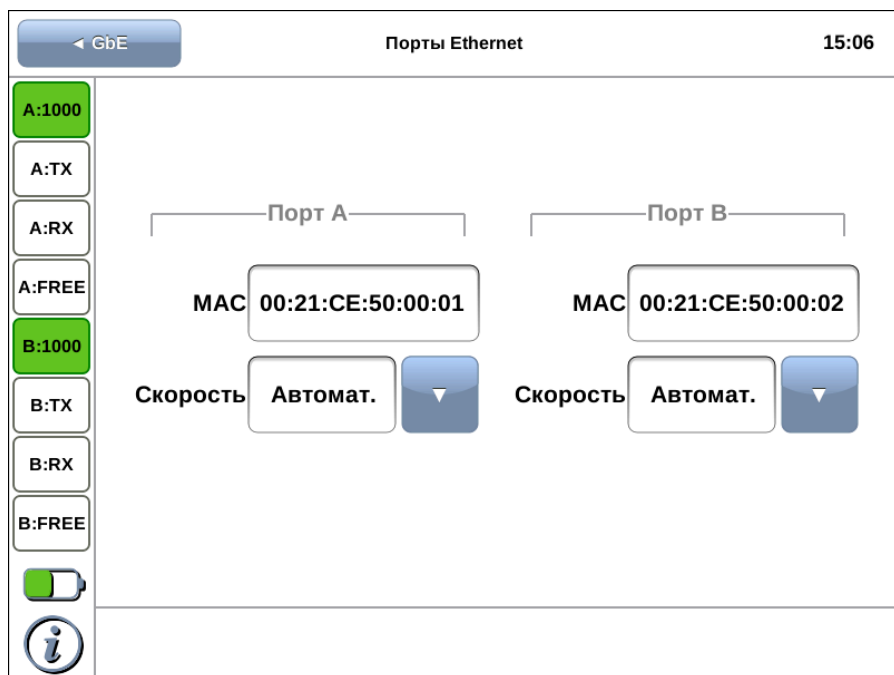 ◄ GbE
Порты Ethernet
15:06
A:1000
A:TX
A:RX
A:FREE
B:1000
B:TX
B:RX
B:FREE
Порт A
MAC 00:21:CE:50:00:01
Скорость Автомат. ▼
Порт B
MAC 00:21:CE:50:00:02
Скорость Автомат. ▼
i